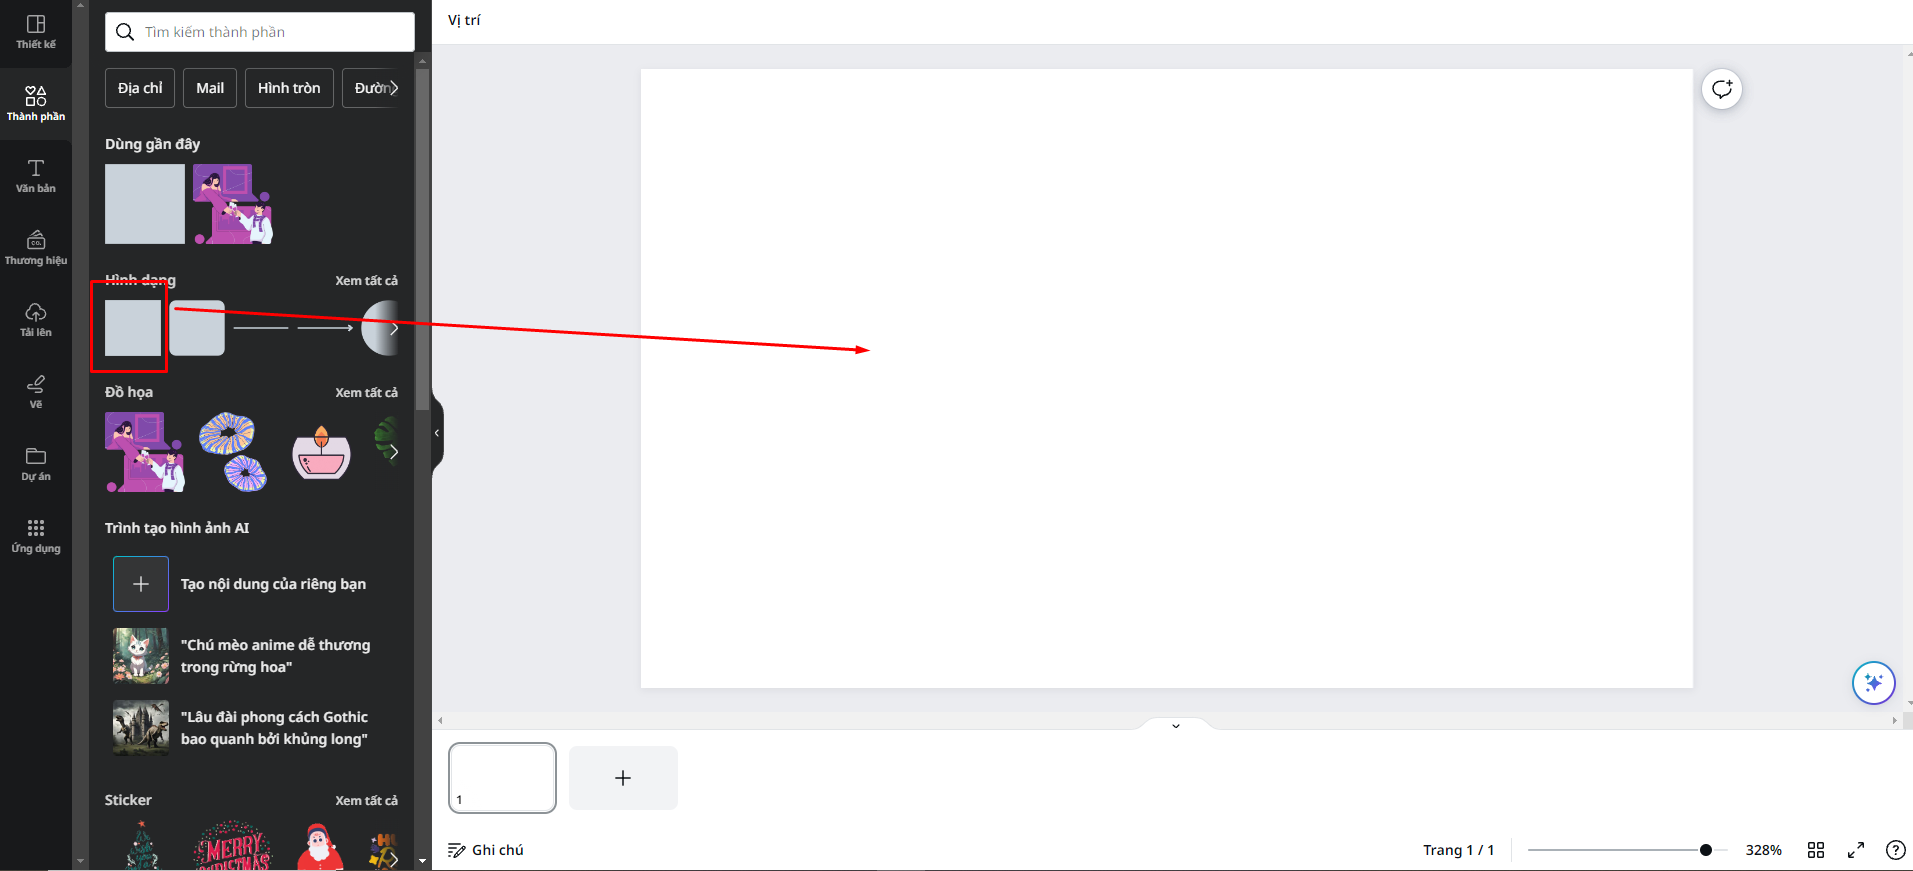 Thiết kế
Thành phần
Văn bản
CO.
Thương hiệu
Tải lên
Vẽ
Dự án
Ứng dụng
Tìm kiếm thành phần
Địa chỉ
Mail
Hình tròn
Đườn
Dùng gần đây
Hình dạng
Xem tất cả
Đồ họa
Xem tất cả
Trình tạo hình ảnh AI
Tạo nội dung của riêng bạn
"Chú mèo anime dễ thương
trong rừng hoa"
"Lâu đài phong cách Gothic
bao quanh bởi khủng long"
Sticker
Xem tất cả
MERRY
CHRISTMAS
Vị trí
1
Ghi chú
Trang 1 / 1
328%